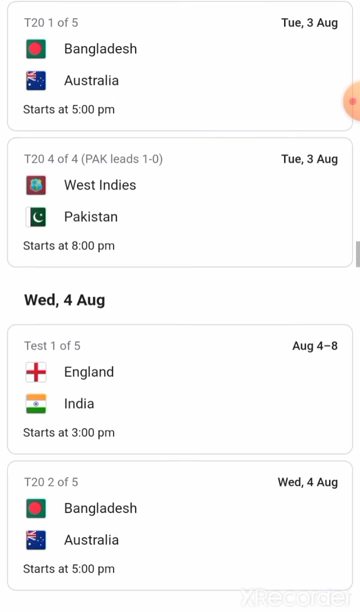 T20 1 of 5 Tue, 3 Aug
Bangladesh
Australia
Starts at 5:00 pm
T20 4 of 4 (PAK leads 1-0) Tue, 3 Aug
West Indies
Pakistan
Starts at 8:00 pm
Wed, 4 Aug
Test 1 of 5 Aug 4–8
England
India
Starts at 3:00 pm
T20 2 of 5 Wed, 4 Aug
Bangladesh
Australia
Starts at 5:00 pm
XRecorder